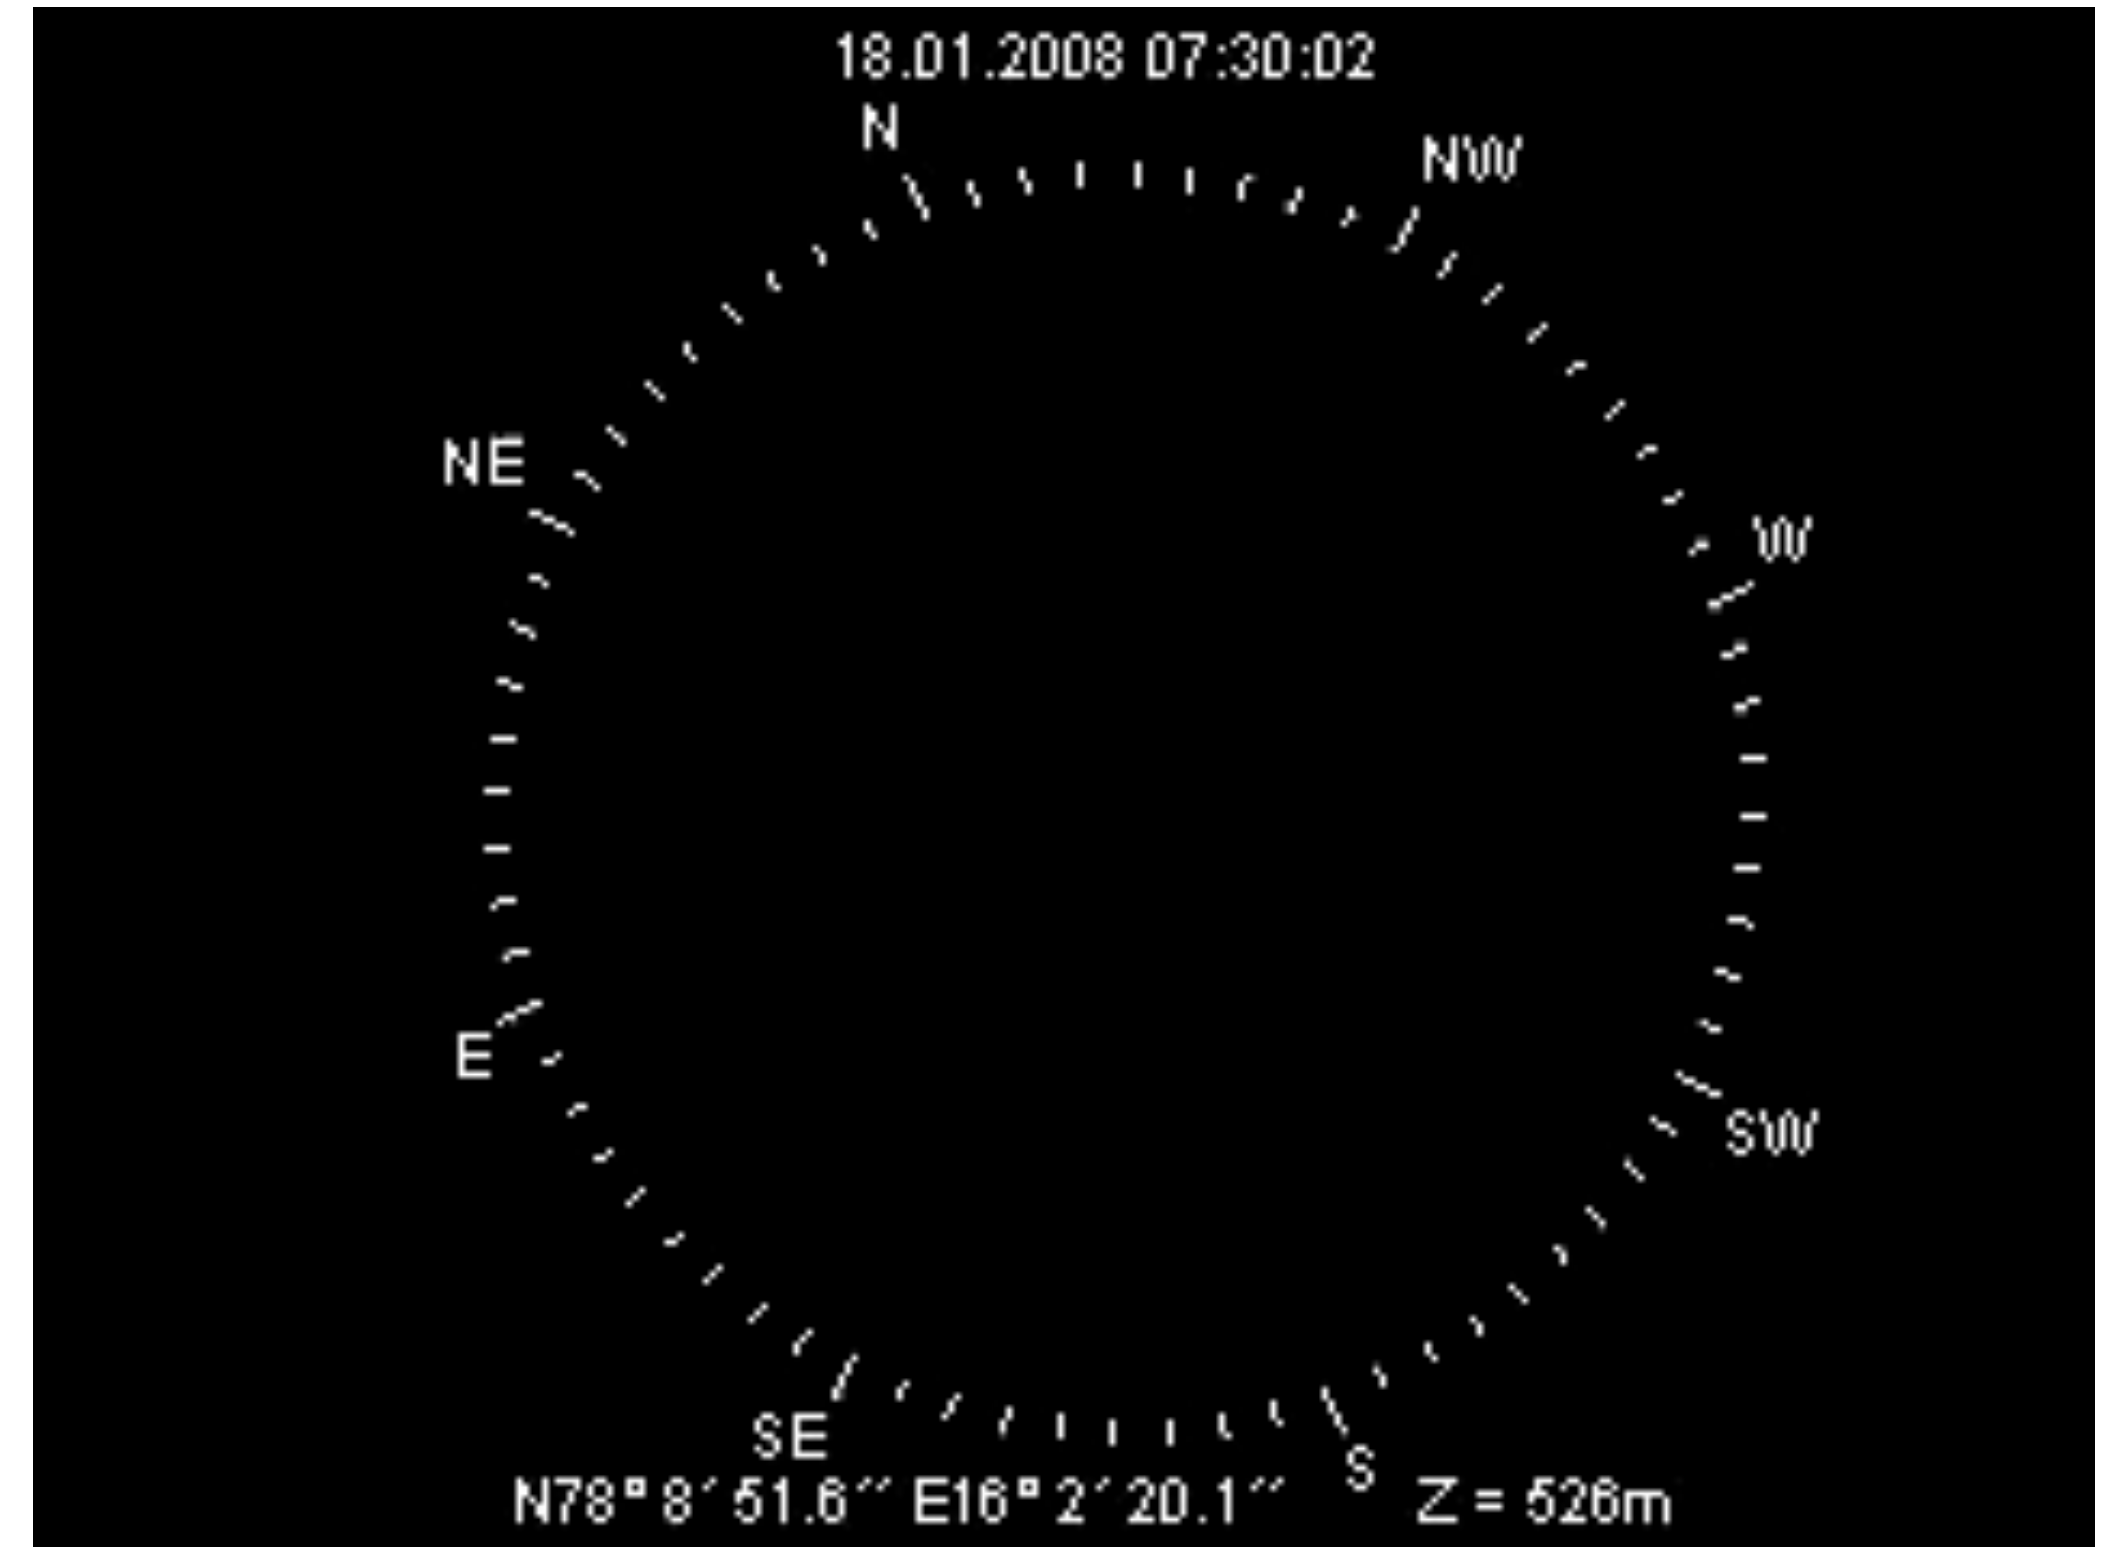 18.01.2008 07:30:02
N
NW
NE
W
E
SW
SE
S
N78° 8′ 51.6″ E16° 2′ 20.1″ Z = 526m